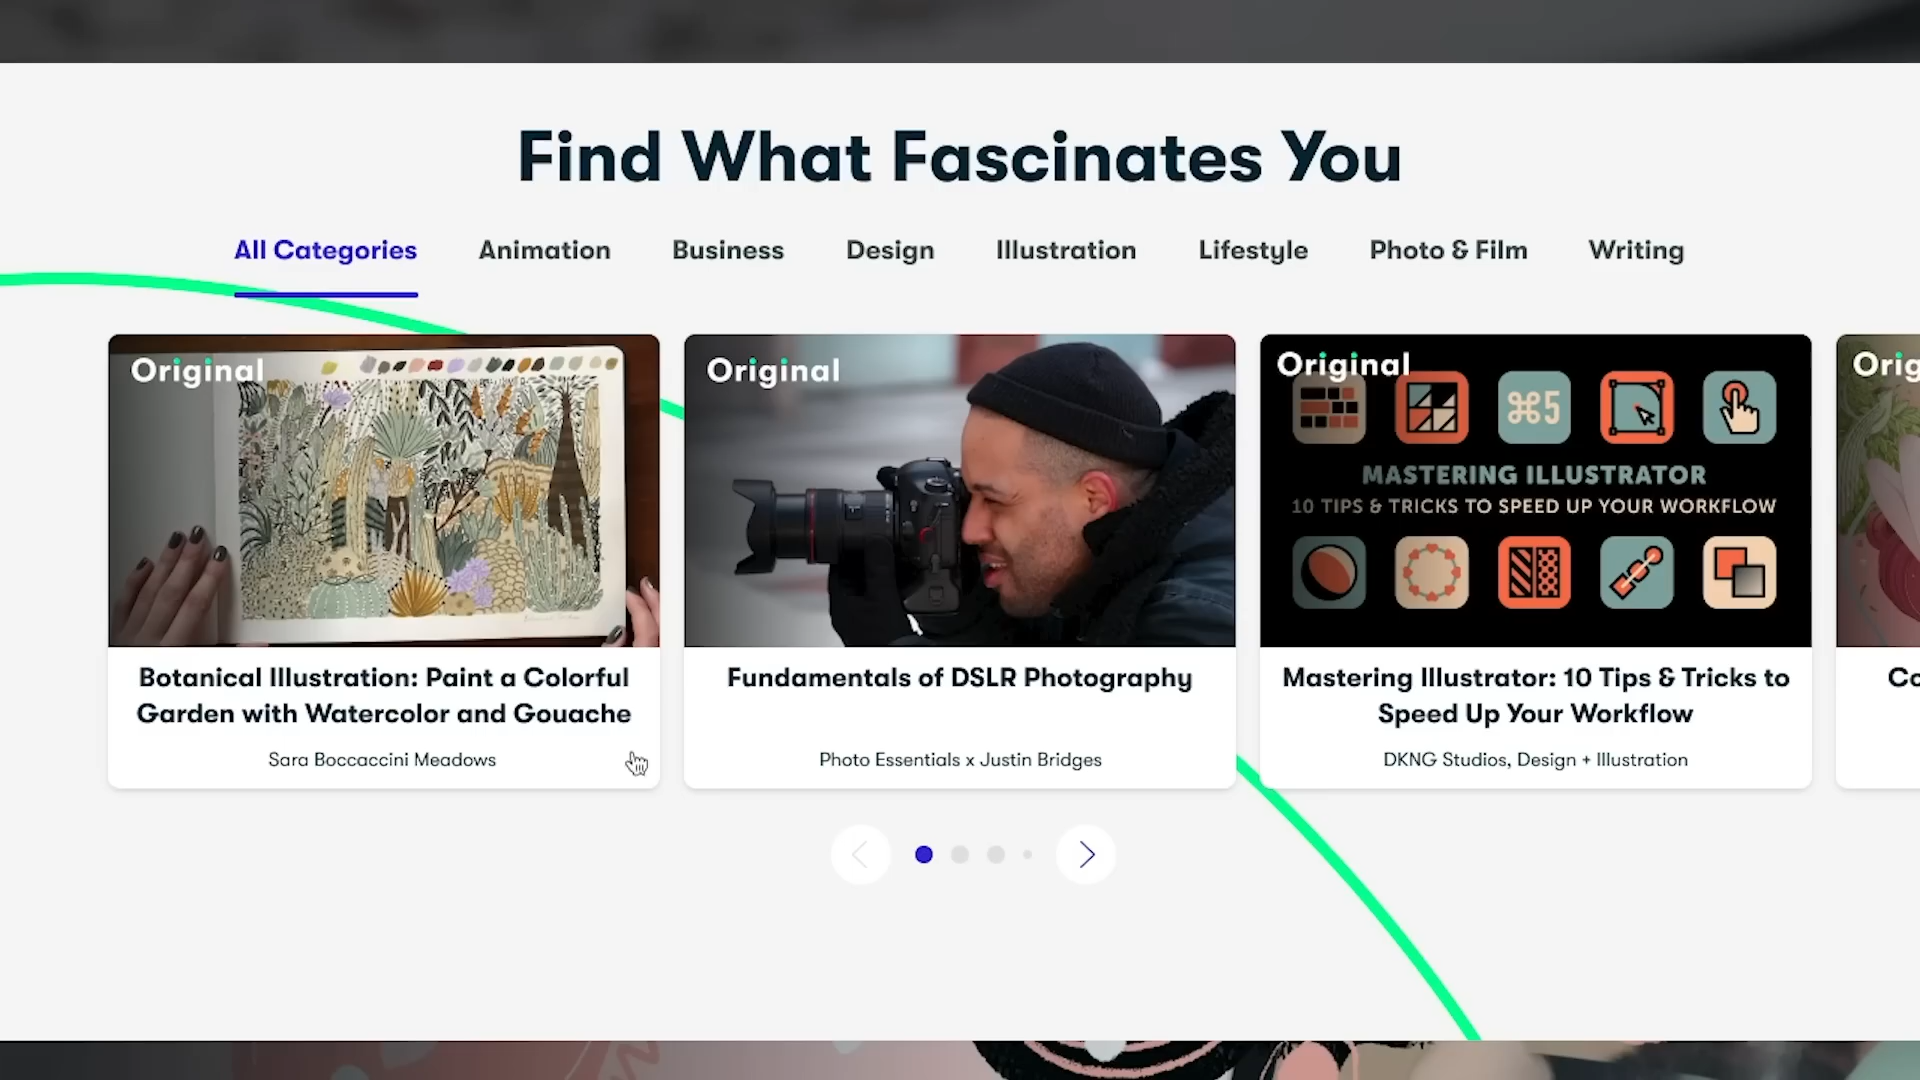 Find What Fascinates You
All Categories Animation Business Design Illustration Lifestyle Photo & Film Writing
Original
Botanical Illustration: Paint a Colorful
Garden with Watercolor and Gouache
Sara Boccaccini Meadows
Original
Fundamentals of DSLR Photography
Photo Essentials x Justin Bridges
Original
⌘5
MASTERING ILLUSTRATOR
10 TIPS & TRICKS TO SPEED UP YOUR WORKFLOW
Mastering Illustrator: 10 Tips & Tricks to
Speed Up Your Workflow
DKNG Studios, Design + Illustration
Orig
Co